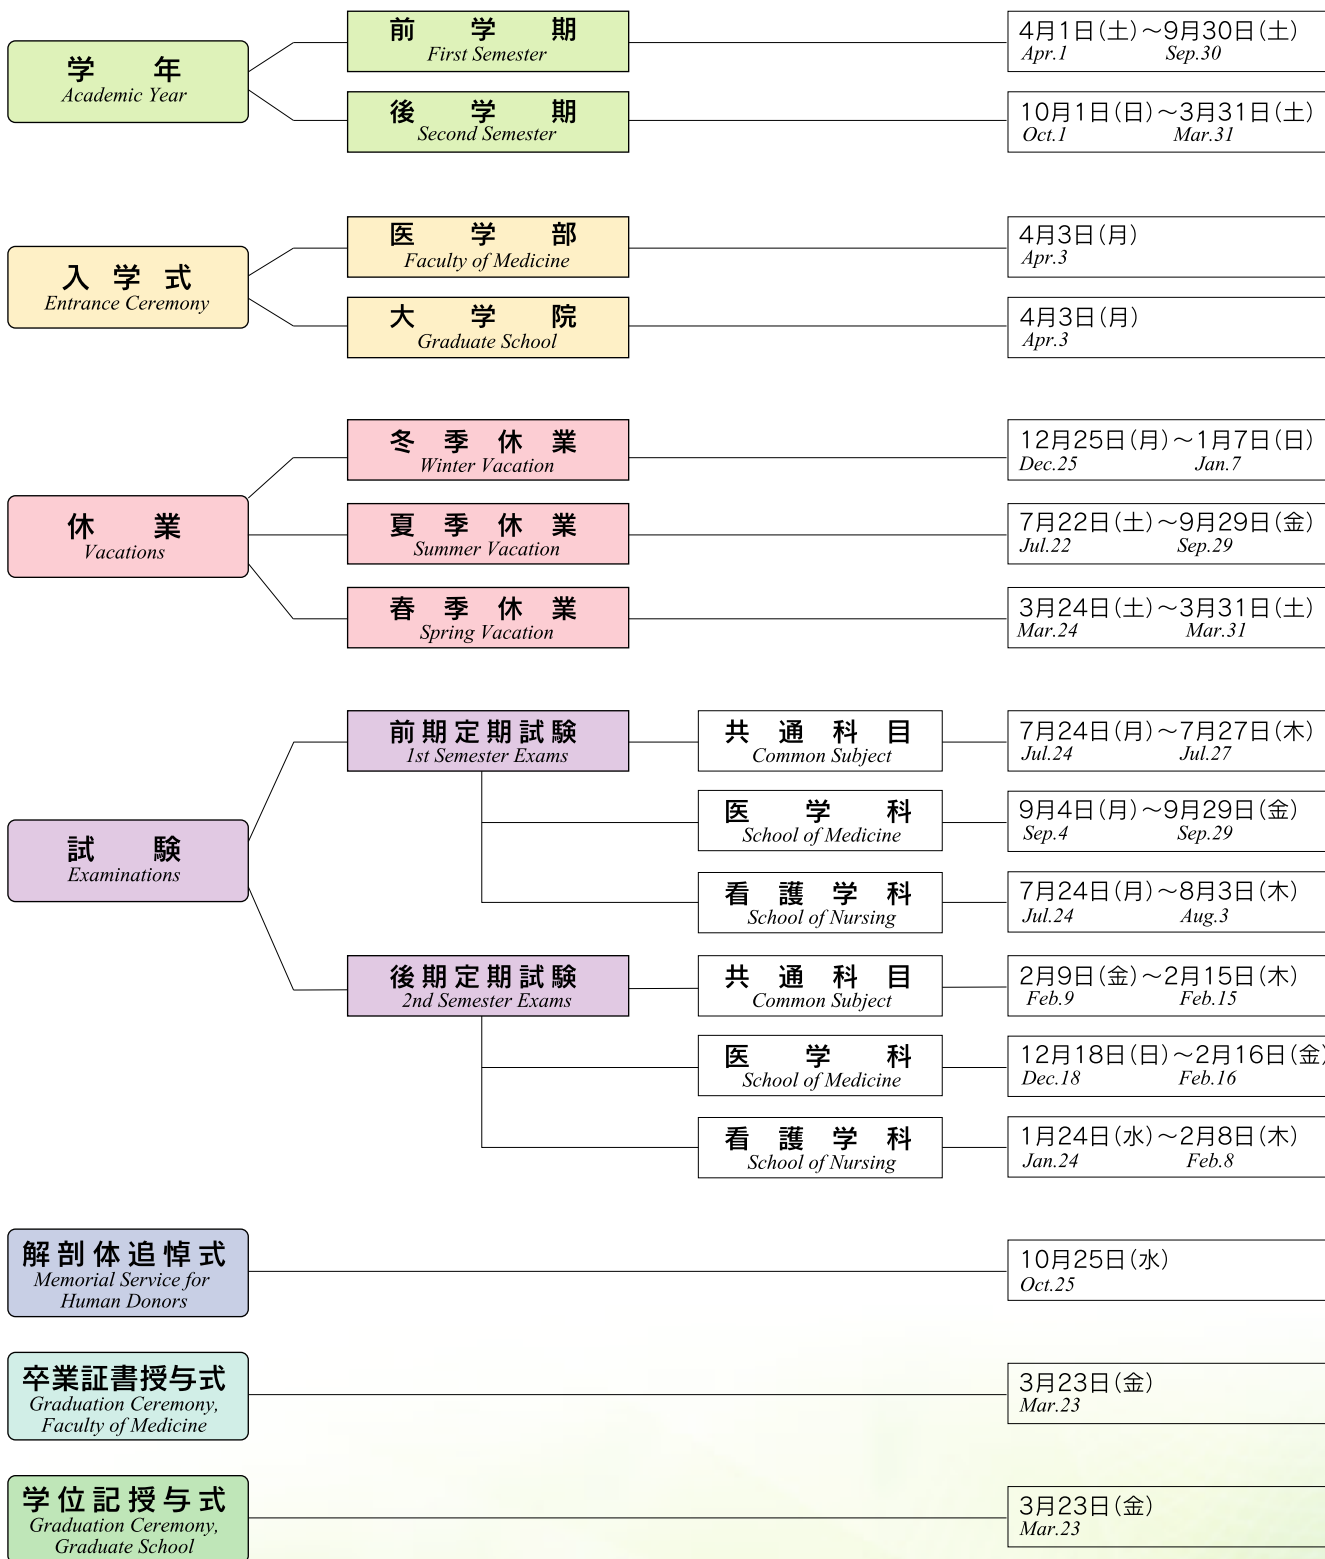 学年
Academic Year
前学期
First Semester
4月1日(土)～9月30日(土)
Apr.1 Sep.30
後学期
Second Semester
10月1日(日)～3月31日(土)
Oct.1 Mar.31
入学式
Entrance Ceremony
医学部
Faculty of Medicine
4月3日(月)
Apr.3
大学院
Graduate School
4月3日(月)
Apr.3
休業
Vacations
冬季休業
Winter Vacation
12月25日(月)～1月7日(日)
Dec.25 Jan.7
夏季休業
Summer Vacation
7月22日(土)～9月29日(金)
Jul.22 Sep.29
春季休業
Spring Vacation
3月24日(土)～3月31日(土)
Mar.24 Mar.31
試験
Examinations
前期定期試験
1st Semester Exams
共通科目
Common Subject
7月24日(月)～7月27日(木)
Jul.24 Jul.27
医学科
School of Medicine
9月4日(月)～9月29日(金)
Sep.4 Sep.29
看護学科
School of Nursing
7月24日(月)～8月3日(木)
Jul.24 Aug.3
後期定期試験
2nd Semester Exams
共通科目
Common Subject
2月9日(金)～2月15日(木)
Feb.9 Feb.15
医学科
School of Medicine
12月18日(日)～2月16日(金)
Dec.18 Feb.16
看護学科
School of Nursing
1月24日(水)～2月8日(木)
Jan.24 Feb.8
解剖体追悼式
Memorial Service for
Human Donors
10月25日(水)
Oct.25
卒業証書授与式
Graduation Ceremony,
Faculty of Medicine
3月23日(金)
Mar.23
学位記授与式
Graduation Ceremony,
Graduate School
3月23日(金)
Mar.23